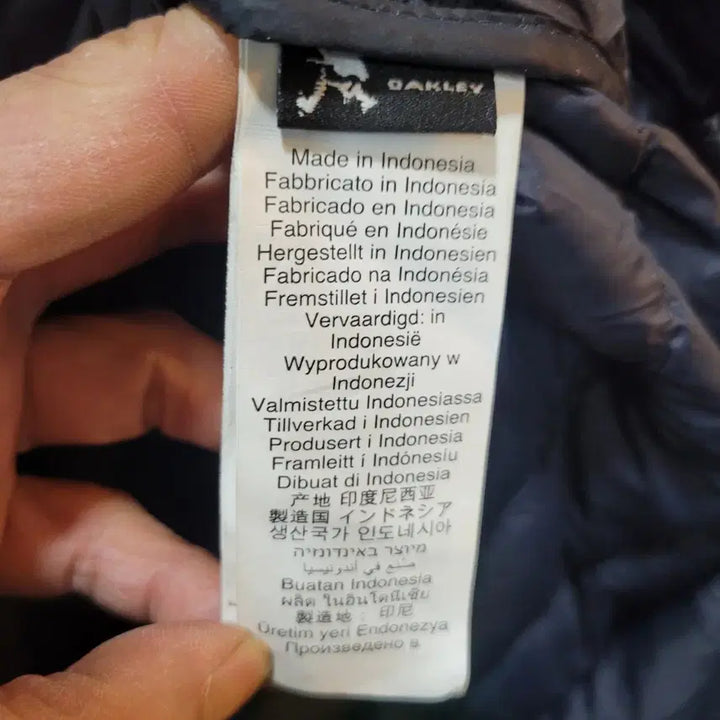 OAKLEY
Made in Indonesia
Fabbricato in Indonesia
Fabricado en Indonesia
Fabriqué en Indonésie
Hergestellt in Indonesien
Fabricado na Indonésia
Fremstillet i Indonesien
Vervaardigd: in
Indonesië
Wyprodukowany w
Indonezji
Valmistettu Indonesiassa
Tillverkad i Indonesien
Produsert i Indonesia
Framleitt í Indónesíu
Dibuat di Indonesia
产地 印度尼西亚
製造国 インドネシア
생산국가 인도네시아
מיוצר באינדונזיה
صنع في أندونيسيا
Buatan Indonesia
ผลิต ในอินโดนีเซีย
製造地: 印尼
Üretim yeri Endonezya
Произведено в